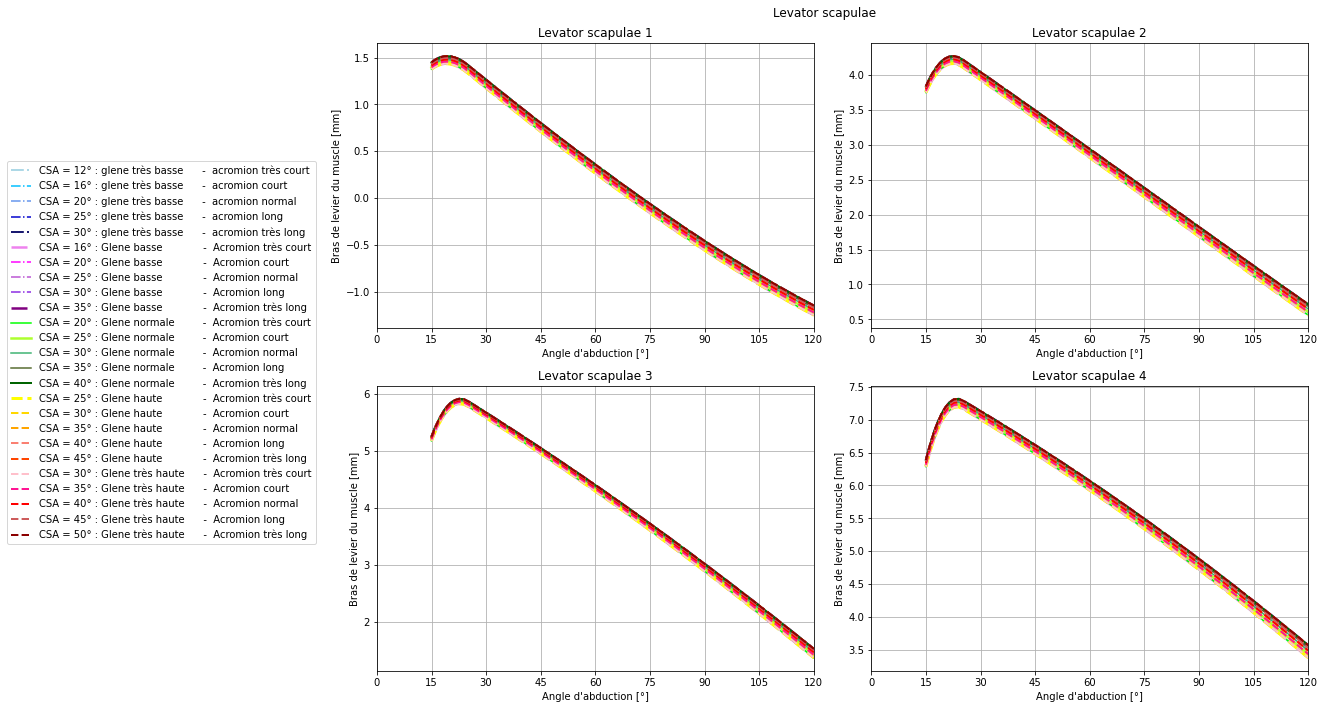 Levator scapulae
CSA = 12° : glene très basse - acromion très court
CSA = 16° : glene très basse - acromion court
CSA = 20° : glene très basse - acromion normal
CSA = 25° : glene très basse - acromion long
CSA = 30° : glene très basse - acromion très long
CSA = 16° : Glene basse - Acromion très court
CSA = 20° : Glene basse - Acromion court
CSA = 25° : Glene basse - Acromion normal
CSA = 30° : Glene basse - Acromion long
CSA = 35° : Glene basse - Acromion très long
CSA = 20° : Glene normale - Acromion très court
CSA = 25° : Glene normale - Acromion court
CSA = 30° : Glene normale - Acromion normal
CSA = 35° : Glene normale - Acromion long
CSA = 40° : Glene normale - Acromion très long
CSA = 25° : Glene haute - Acromion très court
CSA = 30° : Glene haute - Acromion court
CSA = 35° : Glene haute - Acromion normal
CSA = 40° : Glene haute - Acromion long
CSA = 45° : Glene haute - Acromion très long
CSA = 30° : Glene très haute - Acromion très court
CSA = 35° : Glene très haute - Acromion court
CSA = 40° : Glene très haute - Acromion normal
CSA = 45° : Glene très haute - Acromion long
CSA = 50° : Glene très haute - Acromion très long
Levator scapulae 1
Bras de levier du muscle [mm]
1.5
1.0
0.5
0.0
−0.5
−1.0
0 15 30 45 60 75 90 105 120
Angle d'abduction [°]
Levator scapulae 2
Bras de levier du muscle [mm]
4.0
3.5
3.0
2.5
2.0
1.5
1.0
0.5
0 15 30 45 60 75 90 105 120
Angle d'abduction [°]
Levator scapulae 3
Bras de levier du muscle [mm]
6
5
4
3
2
0 15 30 45 60 75 90 105 120
Angle d'abduction [°]
Levator scapulae 4
Bras de levier du muscle [mm]
7.5
7.0
6.5
6.0
5.5
5.0
4.5
4.0
3.5
0 15 30 45 60 75 90 105 120
Angle d'abduction [°]